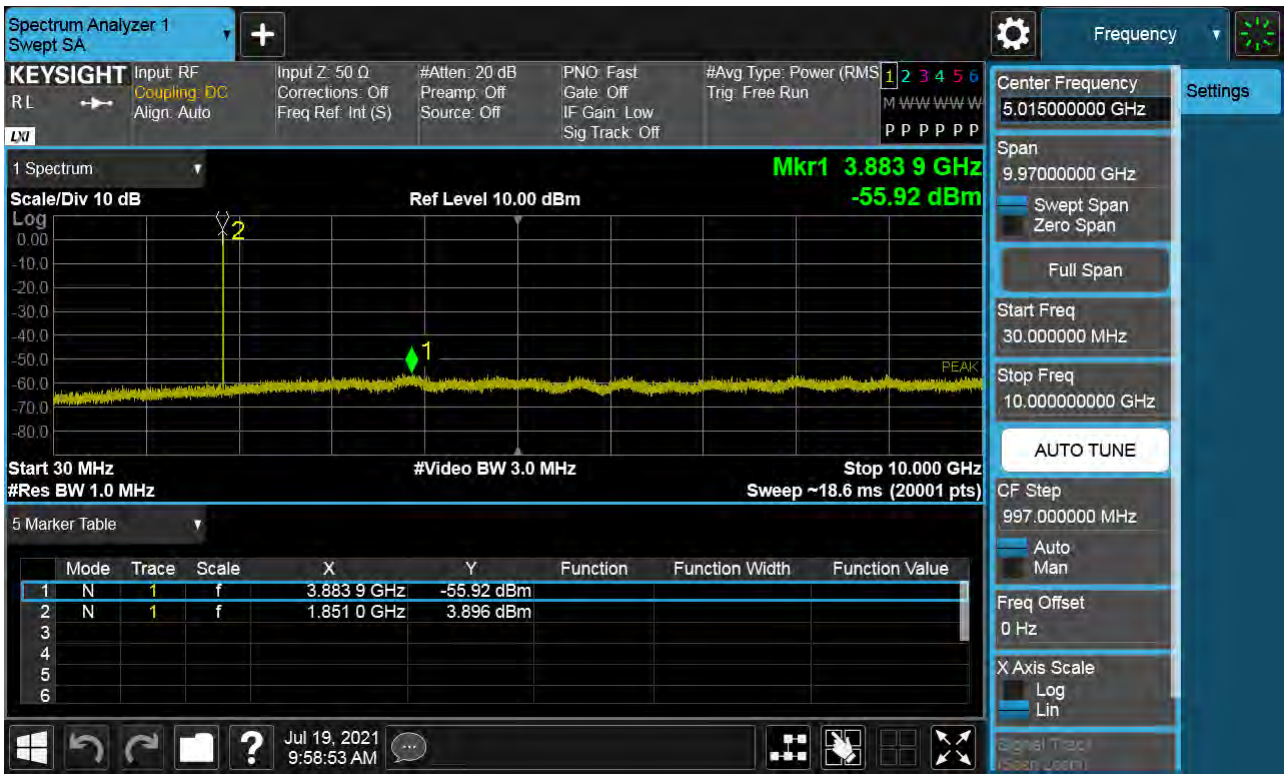 Spectrum Analyzer 1
Swept SA
Frequency
KEYSIGHT
R L
LXI
Input: RF
Coupling: DC
Align: Auto
Input Z: 50 Ω
Corrections: Off
Freq Ref: Int (S)
#Atten: 20 dB
Preamp: Off
Source: Off
PNO: Fast
Gate: Off
IF Gain: Low
Sig Track: Off
#Avg Type: Power (RMS
Trig: Free Run
1 2 3 4 5 6
M W W W W W
P P P P P P
1 Spectrum
Mkr1 3.883 9 GHz
-55.92 dBm
Scale/Div 10 dB
Ref Level 10.00 dBm
Log
0.00
-10.0
-20.0
-30.0
-40.0
-50.0
-60.0
-70.0
-80.0
2
1
PEAK
Start 30 MHz
#Video BW 3.0 MHz
Stop 10.000 GHz
#Res BW 1.0 MHz
Sweep ~18.6 ms (20001 pts)
5 Marker Table
Mode Trace Scale X Y Function Function Width Function Value
1 N 1 f 3.883 9 GHz -55.92 dBm
2 N 1 f 1.851 0 GHz 3.896 dBm
3
4
5
6
Jul 19, 2021
9:58:53 AM
?
Center Frequency
5.015000000 GHz
Settings
Span
9.97000000 GHz
Swept Span
Zero Span
Full Span
Start Freq
30.000000 MHz
Stop Freq
10.000000000 GHz
AUTO TUNE
CF Step
997.000000 MHz
Auto
Man
Freq Offset
0 Hz
X Axis Scale
Log
Lin
Signal Track
(Span Zoom)